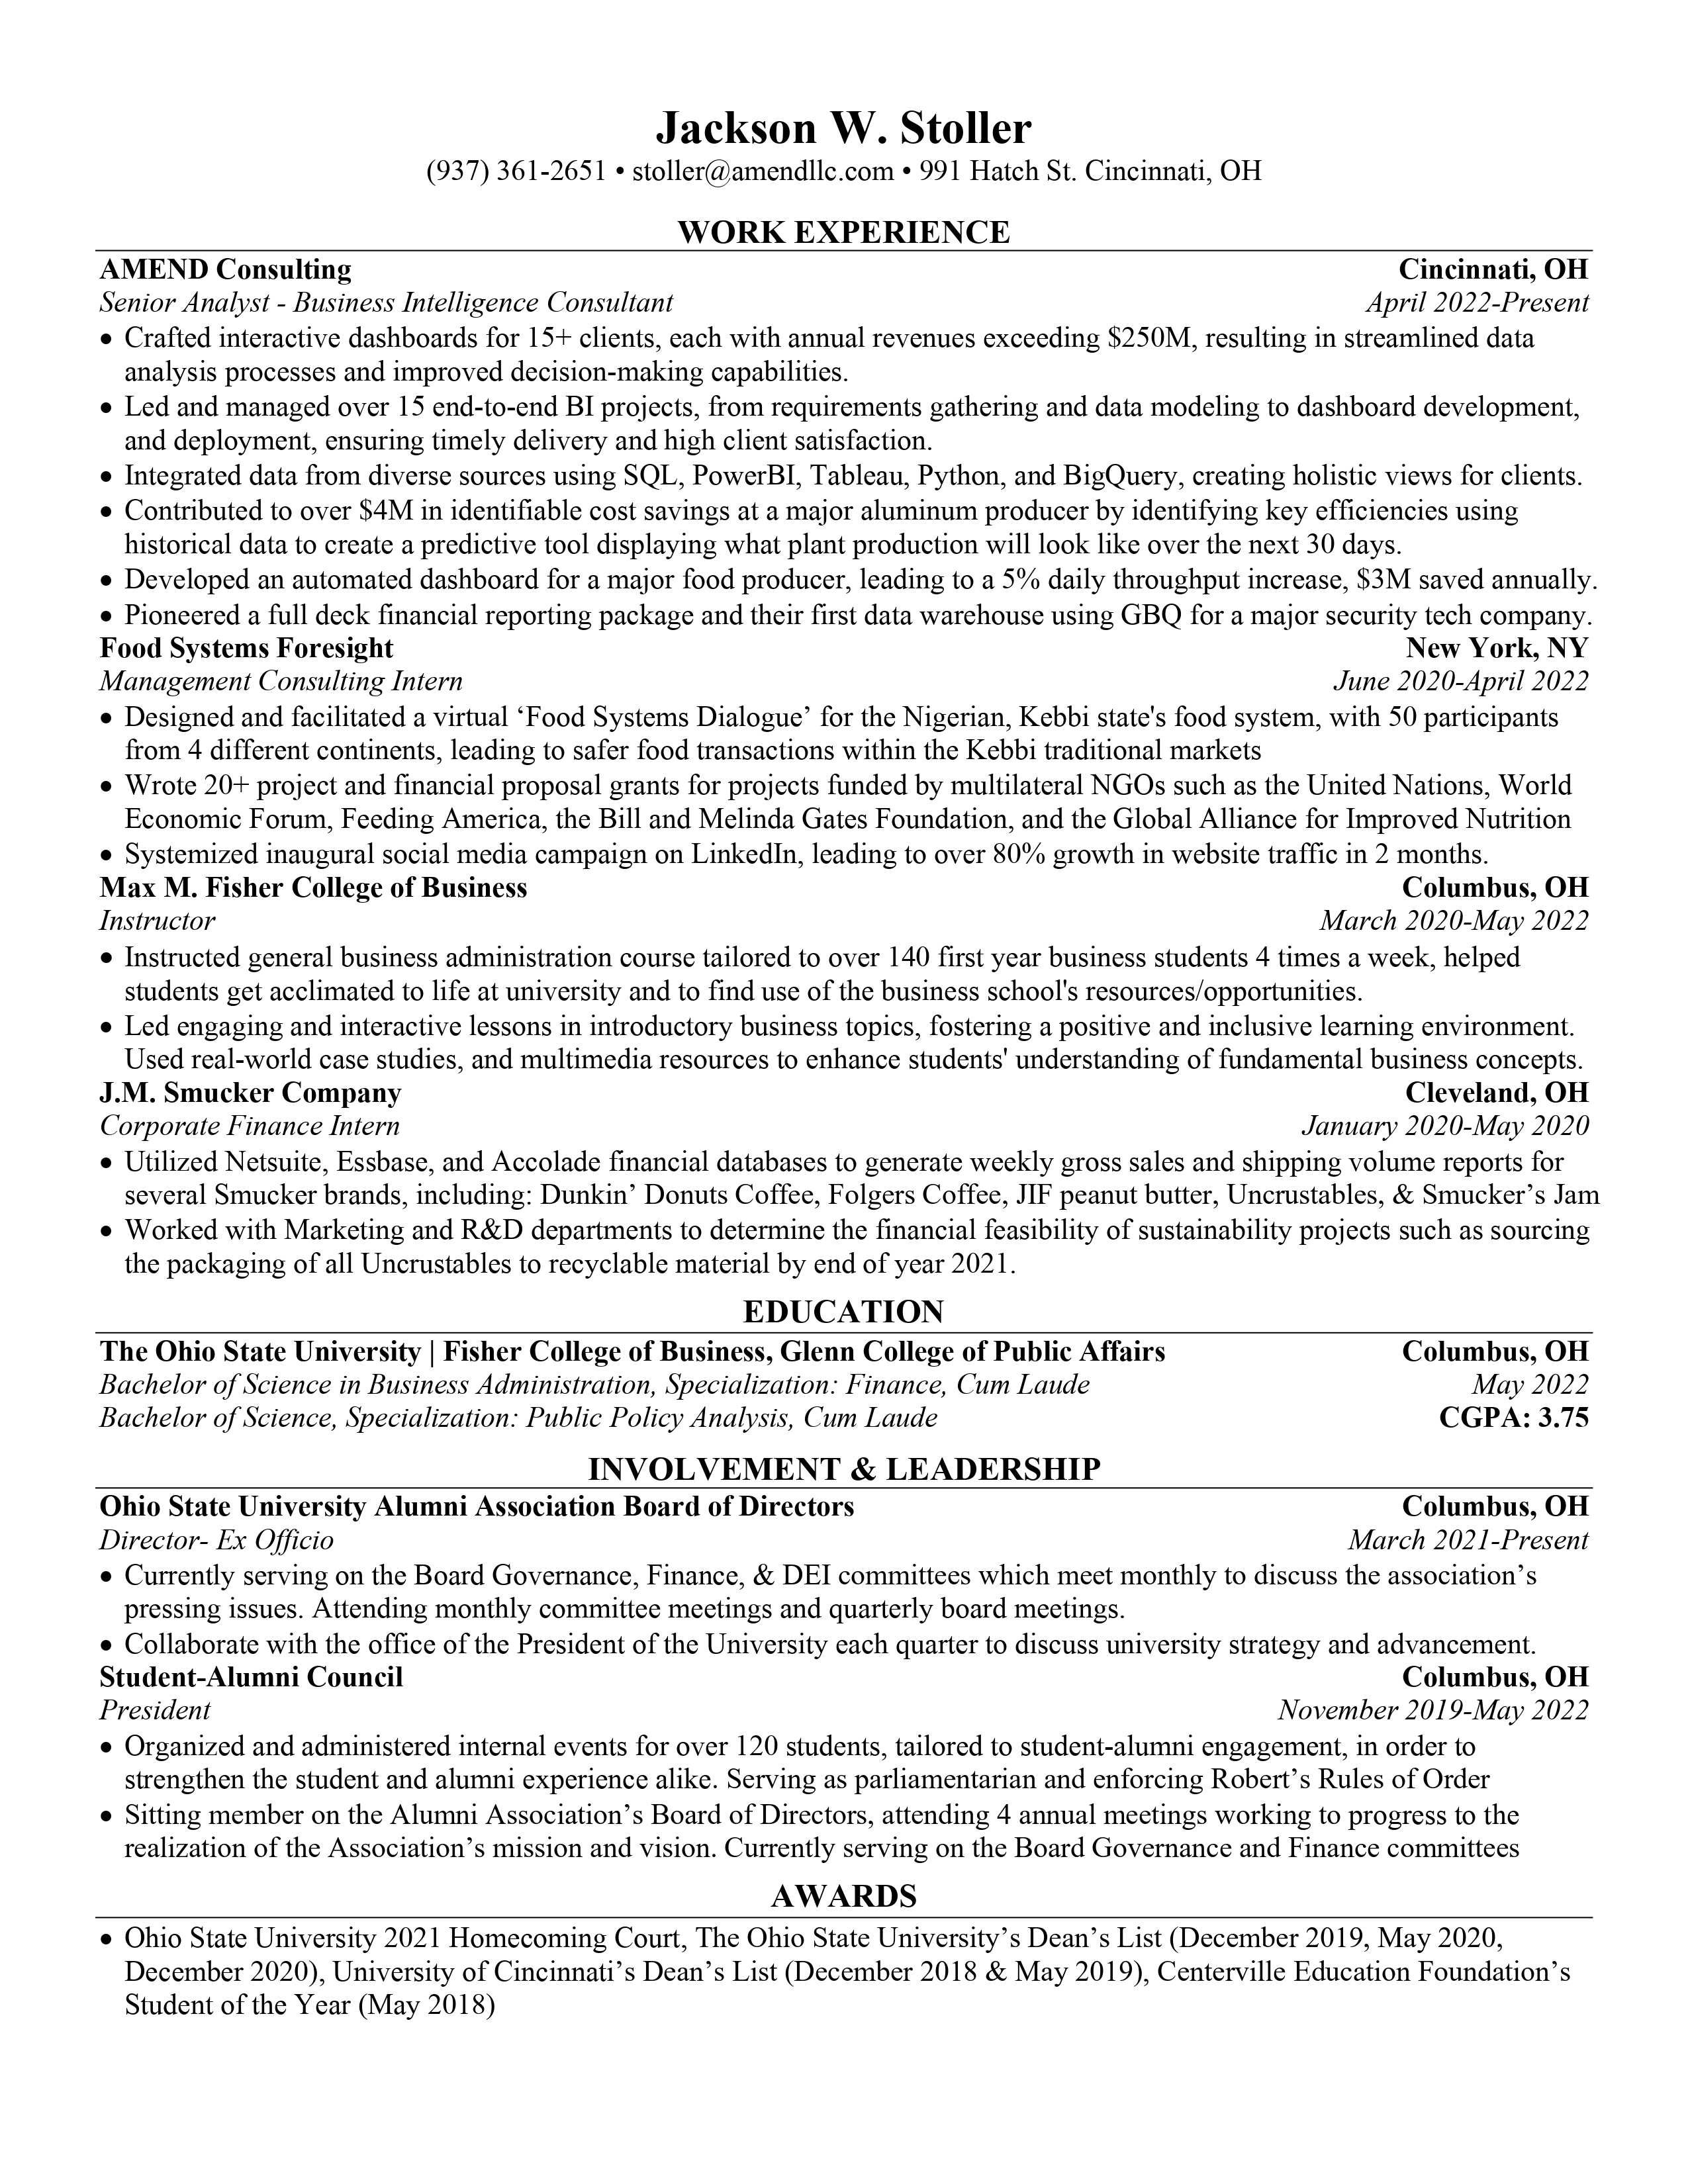 Jackson W. Stoller
(937) 361-2651 • stoller@amendllc.com • 991 Hatch St. Cincinnati, OH
WORK EXPERIENCE
AMEND Consulting Cincinnati, OH
Senior Analyst - Business Intelligence Consultant April 2022-Present
• Crafted interactive dashboards for 15+ clients, each with annual revenues exceeding $250M, resulting in streamlined data
analysis processes and improved decision-making capabilities.
• Led and managed over 15 end-to-end BI projects, from requirements gathering and data modeling to dashboard development,
and deployment, ensuring timely delivery and high client satisfaction.
• Integrated data from diverse sources using SQL, PowerBI, Tableau, Python, and BigQuery, creating holistic views for clients.
• Contributed to over $4M in identifiable cost savings at a major aluminum producer by identifying key efficiencies using
historical data to create a predictive tool displaying what plant production will look like over the next 30 days.
• Developed an automated dashboard for a major food producer, leading to a 5% daily throughput increase, $3M saved annually.
• Pioneered a full deck financial reporting package and their first data warehouse using GBQ for a major security tech company.
Food Systems Foresight New York, NY
Management Consulting Intern June 2020-April 2022
• Designed and facilitated a virtual ‘Food Systems Dialogue’ for the Nigerian, Kebbi state's food system, with 50 participants
from 4 different continents, leading to safer food transactions within the Kebbi traditional markets
• Wrote 20+ project and financial proposal grants for projects funded by multilateral NGOs such as the United Nations, World
Economic Forum, Feeding America, the Bill and Melinda Gates Foundation, and the Global Alliance for Improved Nutrition
• Systemized inaugural social media campaign on LinkedIn, leading to over 80% growth in website traffic in 2 months.
Max M. Fisher College of Business Columbus, OH
Instructor March 2020-May 2022
• Instructed general business administration course tailored to over 140 first year business students 4 times a week, helped
students get acclimated to life at university and to find use of the business school's resources/opportunities.
• Led engaging and interactive lessons in introductory business topics, fostering a positive and inclusive learning environment.
Used real-world case studies, and multimedia resources to enhance students' understanding of fundamental business concepts.
J.M. Smucker Company Cleveland, OH
Corporate Finance Intern January 2020-May 2020
• Utilized Netsuite, Essbase, and Accolade financial databases to generate weekly gross sales and shipping volume reports for
several Smucker brands, including: Dunkin’ Donuts Coffee, Folgers Coffee, JIF peanut butter, Uncrustables, & Smucker’s Jam
• Worked with Marketing and R&D departments to determine the financial feasibility of sustainability projects such as sourcing
the packaging of all Uncrustables to recyclable material by end of year 2021.
EDUCATION
The Ohio State University | Fisher College of Business, Glenn College of Public Affairs Columbus, OH
Bachelor of Science in Business Administration, Specialization: Finance, Cum Laude May 2022
Bachelor of Science, Specialization: Public Policy Analysis, Cum Laude CGPA: 3.75
INVOLVEMENT & LEADERSHIP
Ohio State University Alumni Association Board of Directors Columbus, OH
Director- Ex Officio March 2021-Present
• Currently serving on the Board Governance, Finance, & DEI committees which meet monthly to discuss the association’s
pressing issues. Attending monthly committee meetings and quarterly board meetings.
• Collaborate with the office of the President of the University each quarter to discuss university strategy and advancement.
Student-Alumni Council Columbus, OH
President November 2019-May 2022
• Organized and administered internal events for over 120 students, tailored to student-alumni engagement, in order to
strengthen the student and alumni experience alike. Serving as parliamentarian and enforcing Robert’s Rules of Order
• Sitting member on the Alumni Association’s Board of Directors, attending 4 annual meetings working to progress to the
realization of the Association’s mission and vision. Currently serving on the Board Governance and Finance committees
AWARDS
• Ohio State University 2021 Homecoming Court, The Ohio State University’s Dean’s List (December 2019, May 2020,
December 2020), University of Cincinnati’s Dean’s List (December 2018 & May 2019), Centerville Education Foundation’s
Student of the Year (May 2018)